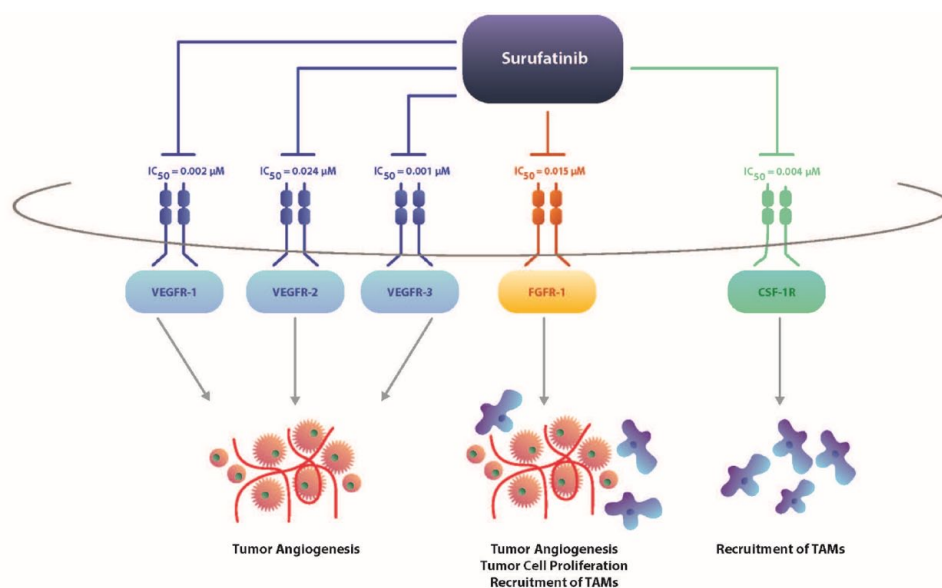 Surufatinib
IC50 = 0.002 µM
IC50 = 0.024 µM
IC50 = 0.001 µM
IC50 = 0.015 µM
IC50 = 0.004 µM
VEGFR-1
VEGFR-2
VEGFR-3
FGFR-1
CSF-1R
Tumor Angiogenesis
Tumor Angiogenesis
Tumor Cell Proliferation
Recruitment of TAMs
Recruitment of TAMs